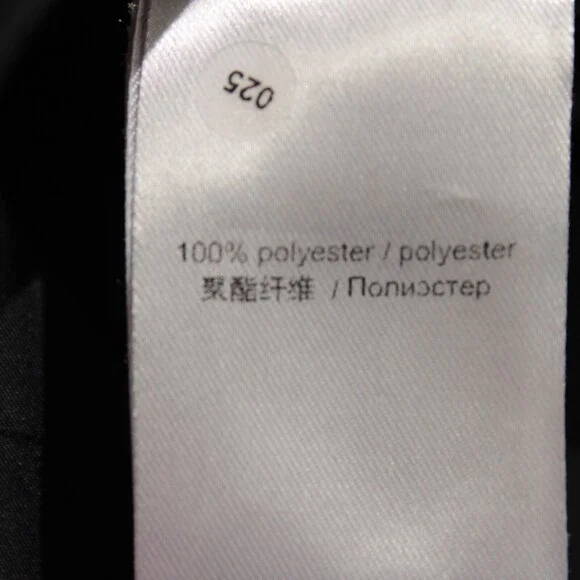 025
100% polyester / polyester
聚酯纤维 / Полиэстер